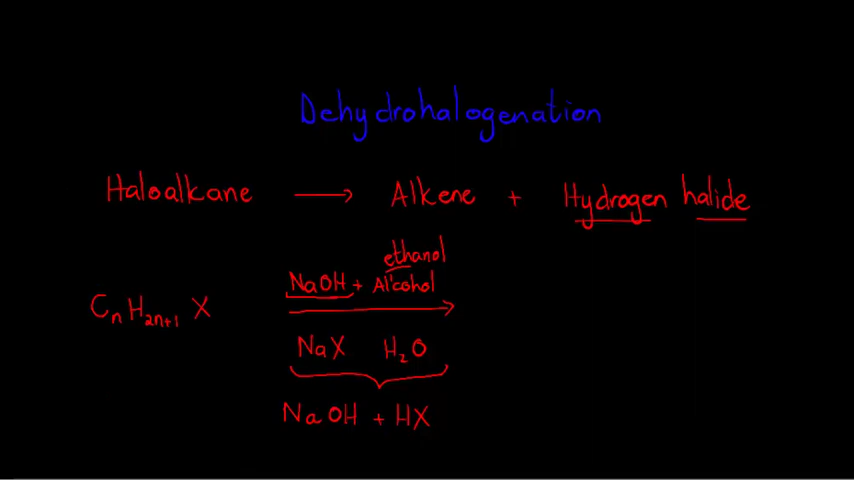 Dehydrohalogenation
Haloalkane → Alkene + Hydrogen halide
ethanol
NaOH + Alcohol
CnH2n+1 X
NaX H2O
NaOH + HX